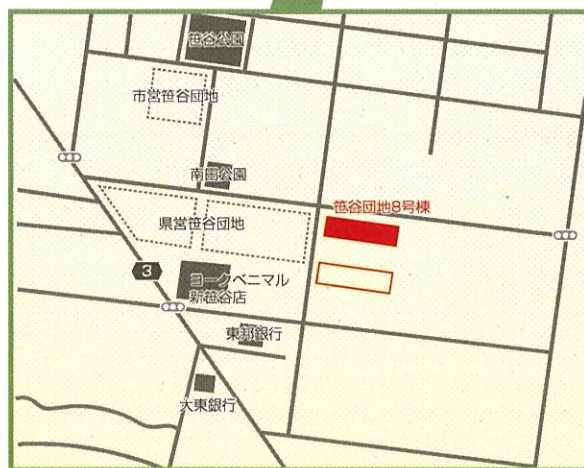 笹谷公園
市営笹谷団地
南田公園
笹谷団地8号棟
県営笹谷団地
3
ヨークベニマル
新笹谷店
東邦銀行
大東銀行